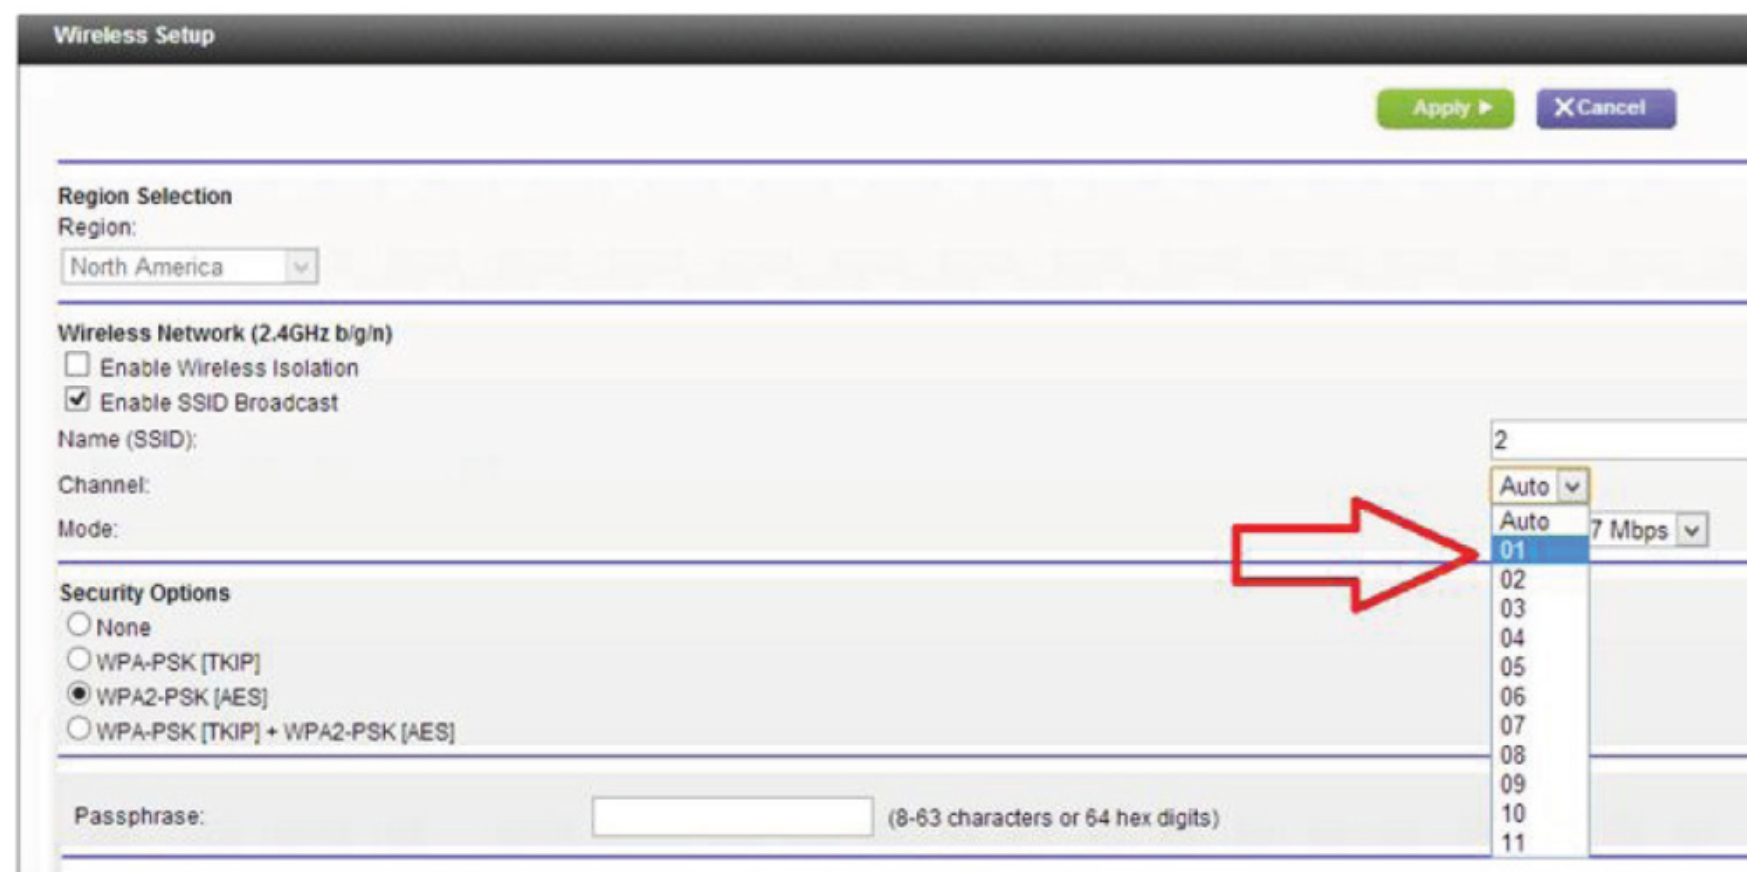 Wireless Setup
Apply
Cancel
Region Selection
Region:
North America
Wireless Network (2.4GHz b/g/n)
Enable Wireless Isolation
Enable SSID Broadcast
Name (SSID):
2
Channel:
Auto
Mode:
7 Mbps
Auto
01
02
03
04
05
06
07
08
09
10
11
Security Options
None
WPA-PSK [TKIP]
WPA2-PSK [AES]
WPA-PSK [TKIP] + WPA2-PSK [AES]
Passphrase:
(8-63 characters or 64 hex digits)